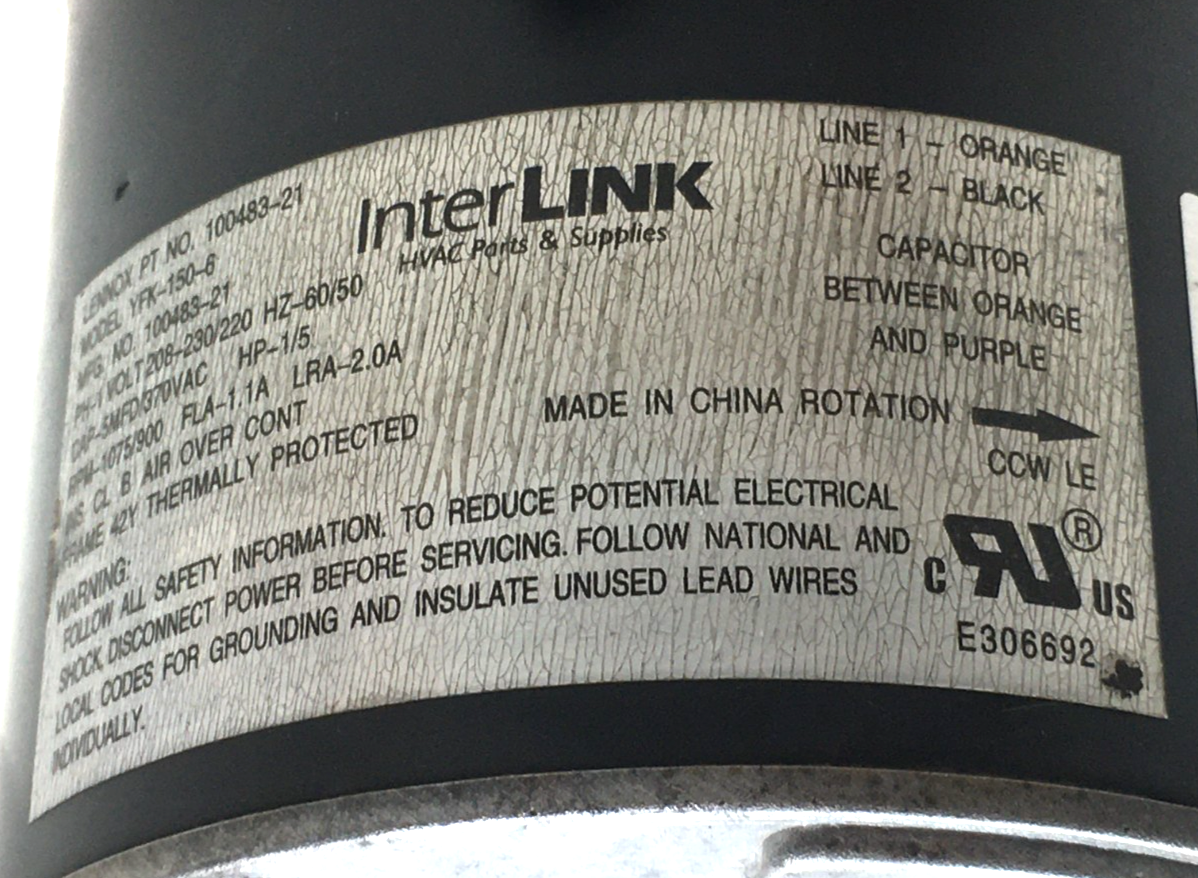 LENNOX PT NO. 100483-21
MODEL YFK-150-6
MFG. NO. 100483-21
PH-1 VOLT208-230/220 HZ-60/50
CAP-5MFD/370VAC HP-1/5
RPM-1075/900 FLA-1.1A LRA-2.0A
INS. CL B AIR OVER CONT
FRAME 42Y THERMALLY PROTECTED
InterLINK
HVAC Parts & Supplies
LINE 1 - ORANGE
LINE 2 - BLACK
CAPACITOR
BETWEEN ORANGE
AND PURPLE
MADE IN CHINA ROTATION
CCW LE
WARNING:
FOLLOW ALL SAFETY INFORMATION. TO REDUCE POTENTIAL ELECTRICAL
SHOCK DISCONNECT POWER BEFORE SERVICING. FOLLOW NATIONAL AND
LOCAL CODES FOR GROUNDING AND INSULATE UNUSED LEAD WIRES
INDIVIDUALLY.
C RU® US
E306692